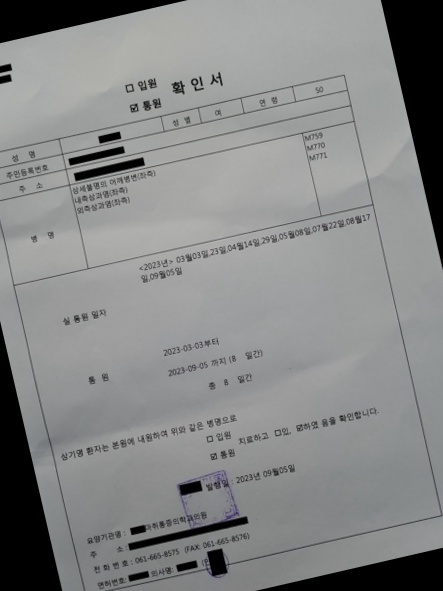 □ 입원
☑ 통원
확인서
성 명
성 별
여
연 령
50
주민등록번호
주 소
병 명
상세불명의 어깨병변(좌측)
내측상과염(좌측)
외측상과염(좌측)
M759
M770
M771
실 통원 일자
<2023년> 03월03일,23일,04월14일,29일,05월08일,07월22일,08월17
일,09월05일
통 원
2023-03-03부터
2023-09-05 까지 (8 일간)
총 8 일간
상기명 환자는 본원에 내원하여 위와 같은 병명으로
□ 입원
☑ 통원
치료하고 □인, ☑하였 음을 확인합니다.
발행일 : 2023년 09월05일
요양기관명 : 마취통증의학과의원
주 소 :
전 화 번 호 : 061-665-8575 (FAX: 061-665-8576)
면허번호: 의사명: